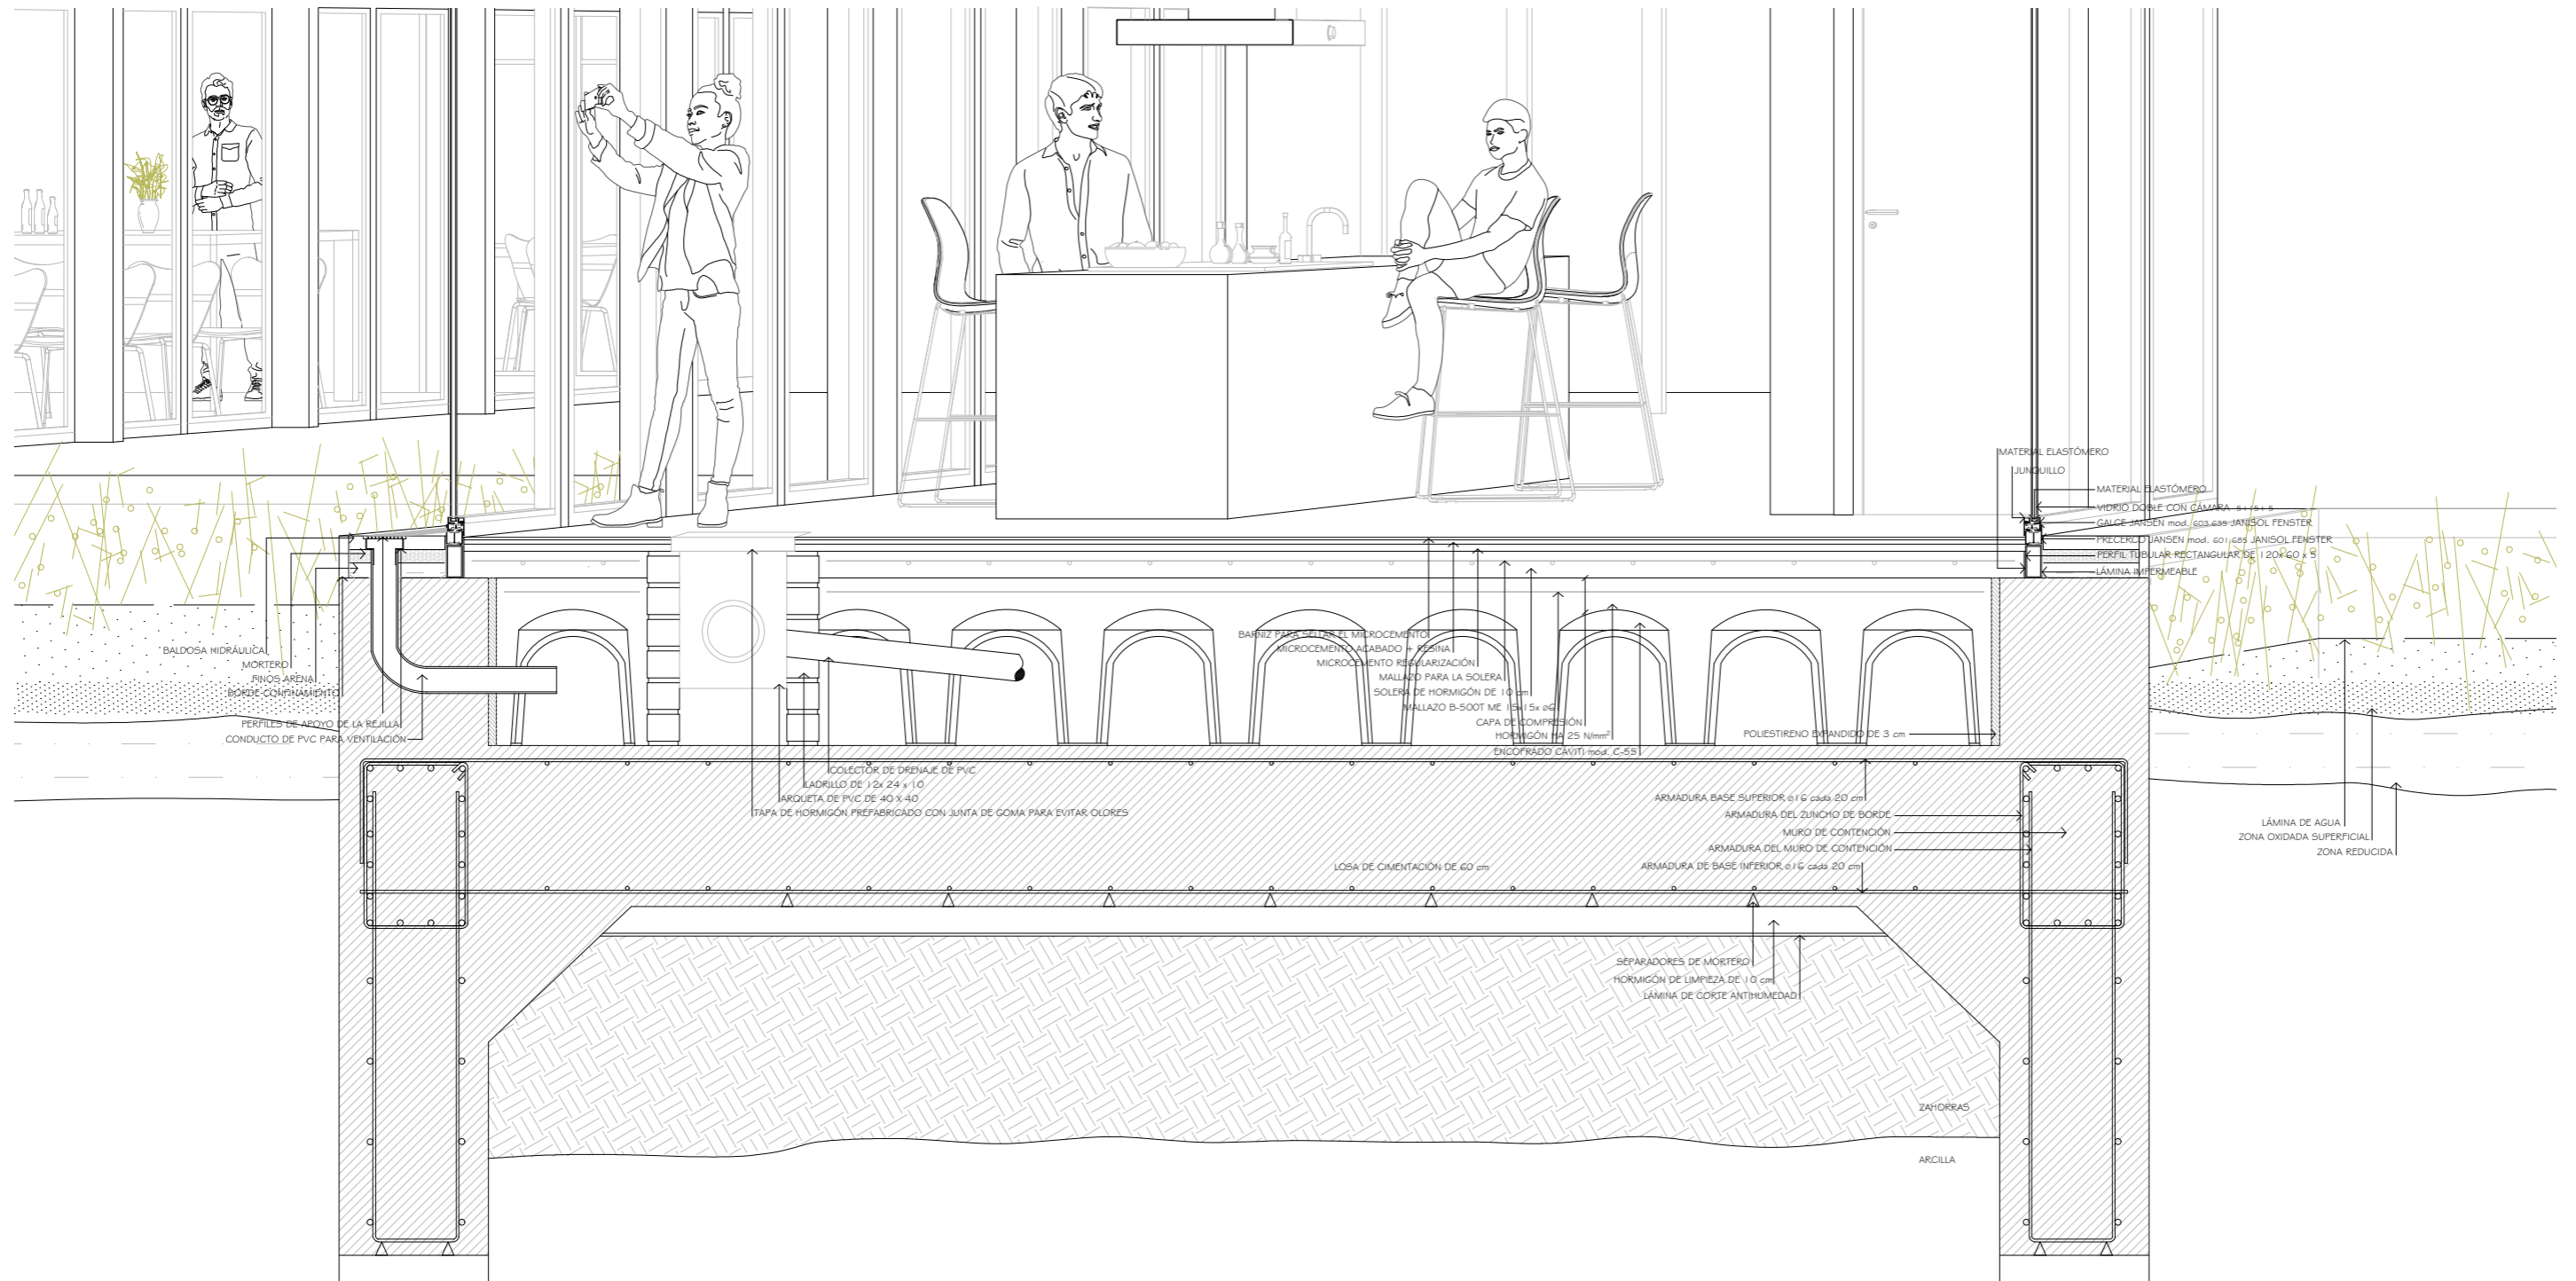 MATERIAL ELASTÓMERO
JUNQUILLO
MATERIAL ELASTÓMERO
VIDRIO DOBLE CON CÁMARA 5+15+5
GALCE JANSEN mod. 603.635 JANISOL FENSTER
PRECERCO JANSEN mod. 601.685 JANISOL FENSTER
PERFIL TUBULAR RECTANGULAR DE 120x 60 x 5
LÁMINA IMPERMEABLE
BALDOSA HIDRÁULICA
MORTERO
FINOS ARENA
BORDE CONFINAMIENTO
PERFILES DE APOYO DE LA REJILLA
CONDUCTO DE PVC PARA VENTILACIÓN
BARNIZ PARA SELLAR EL MICROCEMENTO
MICROCEMENTO ACABADO + RESINA
MICROCEMENTO REGULARIZACIÓN
MALLAZO PARA LA SOLERA
SOLERA DE HORMIGÓN DE 10 cm
MALLAZO B-500T ME 15x15x ø6
CAPA DE COMPRESIÓN
HORMIGÓN HA 25 N/mm²
ENCOFRADO CÁVITI mod. C-55
POLIESTIRENO EXPANDIDO DE 3 cm
COLECTOR DE DRENAJE DE PVC
LADRILLO DE 12x 24 x 10
ARQUETA DE PVC DE 40 X 40
TAPA DE HORMIGÓN PREFABRICADO CON JUNTA DE GOMA PARA EVITAR OLORES
ARMADURA BASE SUPERIOR ø16 cada 20 cm
ARMADURA DEL ZUNCHO DE BORDE
MURO DE CONTENCIÓN
ARMADURA DEL MURO DE CONTENCIÓN
LOSA DE CIMENTACIÓN DE 60 cm
ARMADURA DE BASE INFERIOR ø16 cada 20 cm
LÁMINA DE AGUA
ZONA OXIDADA SUPERFICIAL
ZONA REDUCIDA
SEPARADORES DE MORTERO
HORMIGÓN DE LIMPIEZA DE 10 cm
LÁMINA DE CORTE ANTIHUMEDAD
ZAHORRAS
ARCILLA